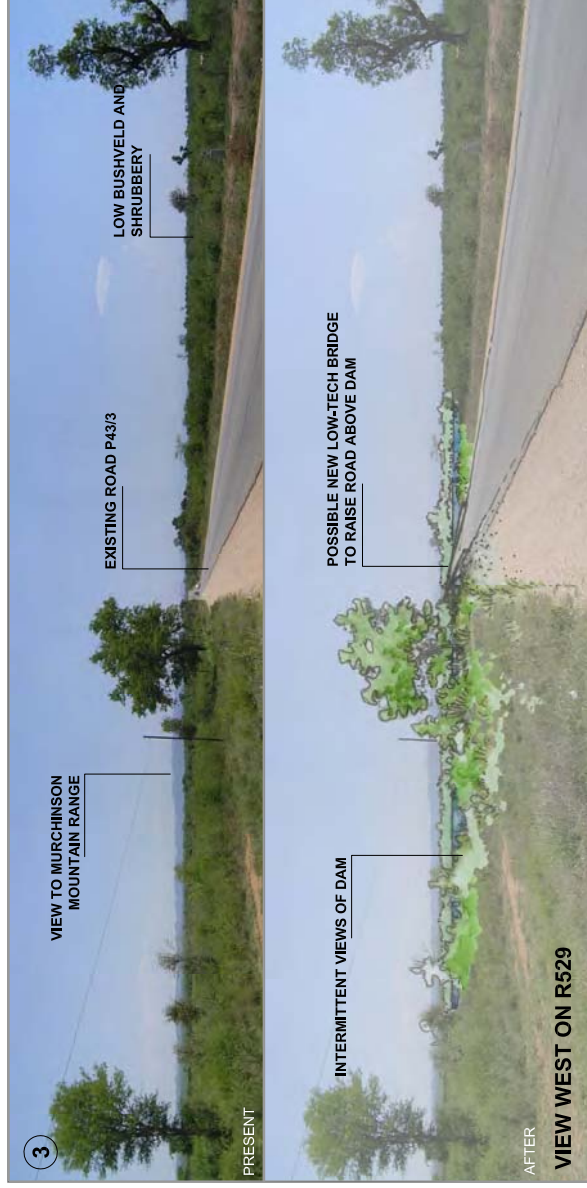 3
VIEW TO MURCHINSON
MOUNTAIN RANGE
EXISTING ROAD P43/3
LOW BUSHVELD AND
SHRUBBERY
PRESENT
INTERMITTENT VIEWS OF DAM
POSSIBLE NEW LOW-TECH BRIDGE
TO RAISE ROAD ABOVE DAM
AFTER
VIEW WEST ON R529